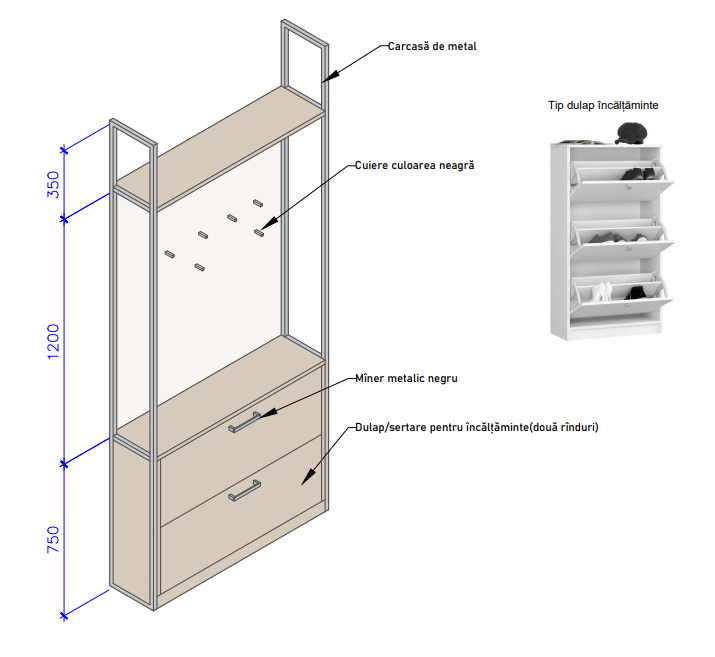 Carcasă de metal
Tip dulap încălțăminte
Cuiere culoarea neagră
350
1200
Mîner metalic negru
Dulap/sertare pentru încălțăminte(două rînduri)
750